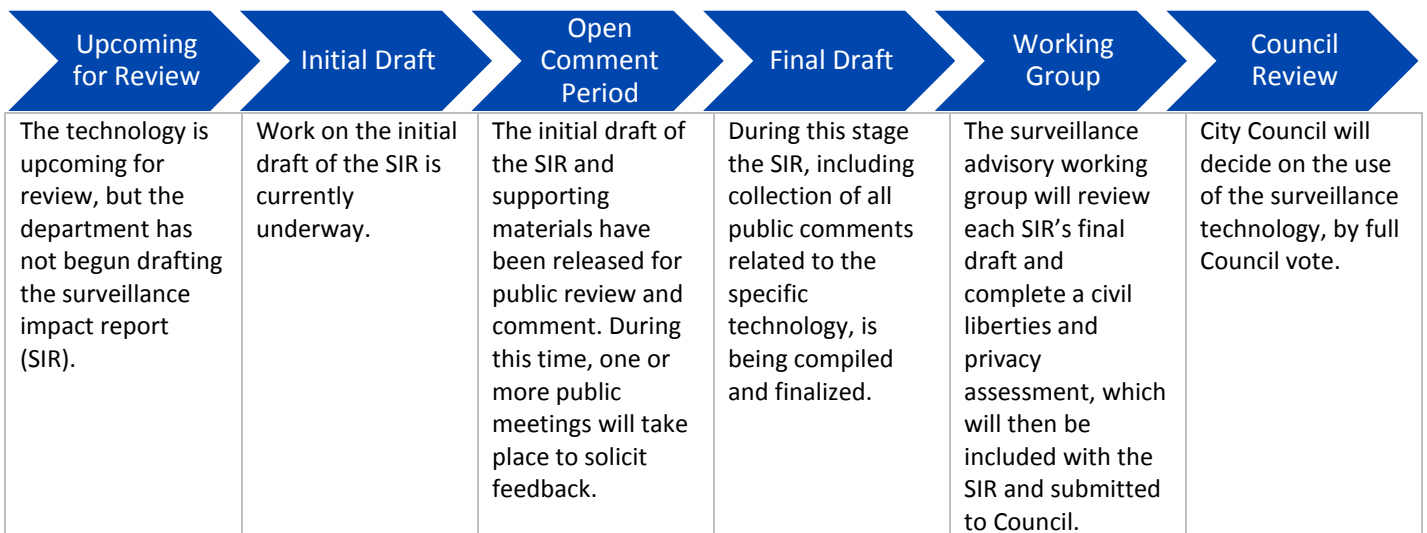 Upcoming
for Review
Initial Draft
Open
Comment
Period
Final Draft
Working
Group
Council
Review
The technology is
upcoming for
review, but the
department has
not begun drafting
the surveillance
impact report
(SIR).
Work on the initial
draft of the SIR is
currently
underway.
The initial draft of
the SIR and
supporting
materials have
been released for
public review and
comment. During
this time, one or
more public
meetings will take
place to solicit
feedback.
During this stage
the SIR, including
collection of all
public comments
related to the
specific
technology, is
being compiled
and finalized.
The surveillance
advisory working
group will review
each SIR’s final
draft and
complete a civil
liberties and
privacy
assessment, which
will then be
included with the
SIR and submitted
to Council.
City Council will
decide on the use
of the surveillance
technology, by full
Council vote.